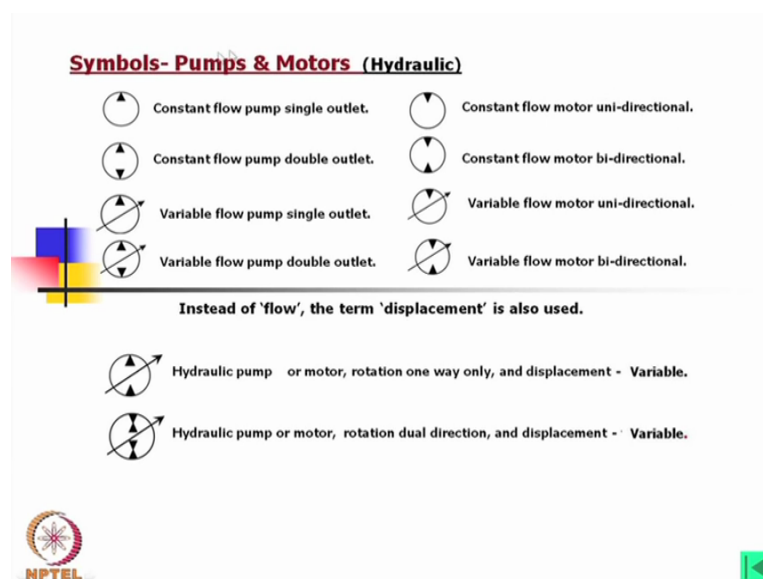 Symbols- Pumps & Motors (Hydraulic)
Constant flow pump single outlet.
Constant flow motor uni-directional.
Constant flow pump double outlet.
Constant flow motor bi-directional.
Variable flow pump single outlet.
Variable flow motor uni-directional.
Variable flow pump double outlet.
Variable flow motor bi-directional.
Instead of ‘flow’, the term ‘displacement’ is also used.
Hydraulic pump or motor, rotation one way only, and displacement - Variable.
Hydraulic pump or motor, rotation dual direction, and displacement - Variable.
NPTEL